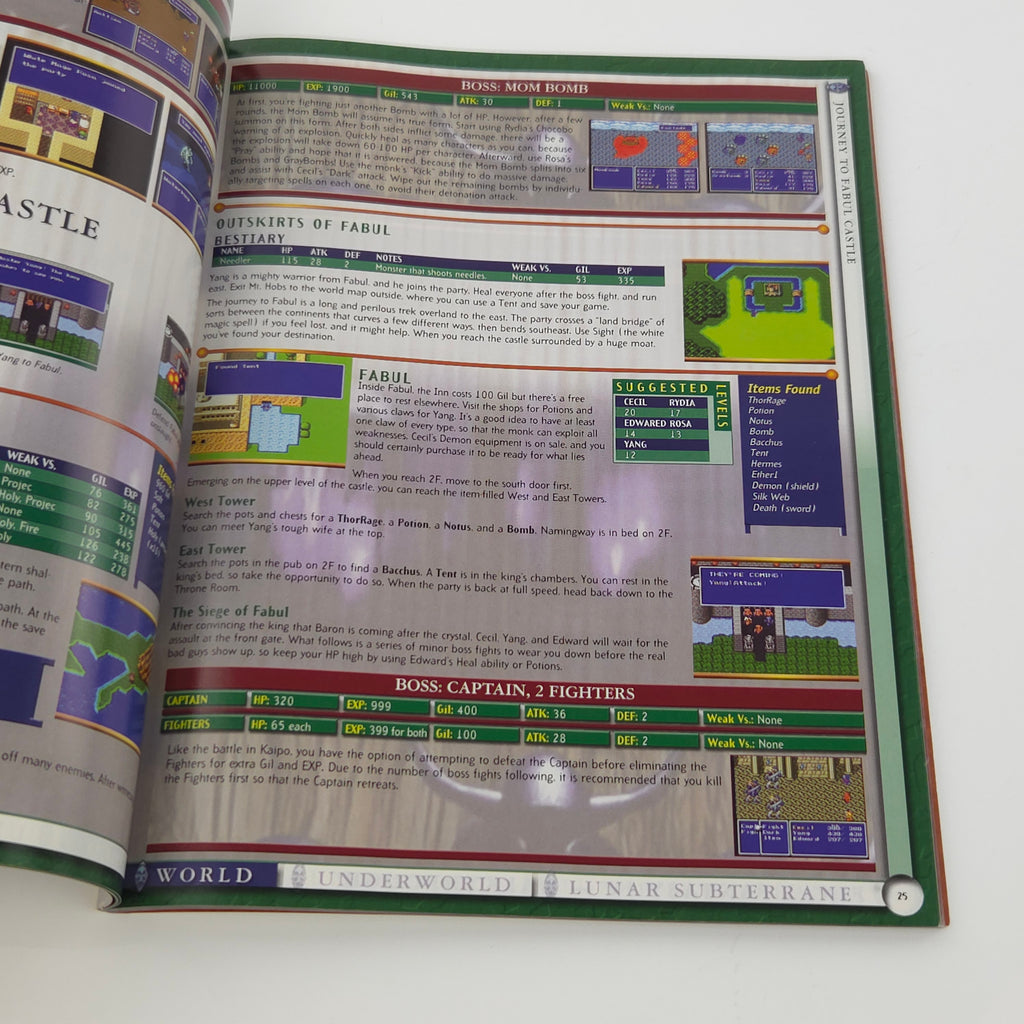 White Mage Rosa joined
the party
XP.
ASTLE
Yang to Fabul.
WEAK VS. GIL EXP
None 76 361
Projec 82 275
Holy, Projec 90 315
None 105 445
oly, Fire 126 238
oly 122 278
tern shal-
e path.
path. At the
the save
off many enemies. After
BOSS: MOM BOMB
HP: 11000 EXP: 1900 Gil: 543 ATK: 30 DEF: 1 Weak Vs.: None
At first, you're fighting just another Bomb with a lot of HP. However, after a few
rounds, the Mom Bomb will assume its true form. Start using Rydia's Chocobo
summon on this form. After both sides inflict some damage, there will be a
warning of an explosion. Quickly heal as many characters as you can, because
the explosion will take down 60-100 HP per character. Afterward, use Rosa's
"Pray" ability and hope that it is answered, because the Mom Bomb splits into six
Bombs and GrayBombs! Use the monk's "Kick" ability to do massive damage,
and assist with Cecil's "Dark" attack. Wipe out the remaining bombs by individu-
ally targeting spells on each one, to avoid their detonation attack.
JOURNEY TO FABUL CASTLE
OUTSKIRTS OF FABUL
BESTIARY
NAME HP ATK DEF NOTES WEAK VS. GIL EXP
Needler 115 28 2 Monster that shoots needles. None 53 335
Yang is a mighty warrior from Fabul, and he joins the party. Heal everyone after the boss fight, and run
east. Exit Mt. Hobs to the world map outside, where you can use a Tent and save your game.
The journey to Fabul is a long and perilous trek overland to the east. The party crosses a "land bridge" of
sorts between the continents that curves a few different ways, then bends southeast. Use Sight (the white
magic spell) if you feel lost, and it might help. When you reach the castle surrounded by a huge moat,
you've found your destination.
Found Tent
FABUL
Inside Fabul, the Inn costs 100 Gil but there's a free
place to rest elsewhere. Visit the shops for Potions and
various claws for Yang. It's a good idea to have at least
one claw of every type, so that the monk can exploit all
weaknesses. Cecil's Demon equipment is on sale, and you
should certainly purchase it to be ready for what lies
ahead.
SUGGESTED LEVELS
CECIL RYDIA
20 17
EDWARED ROSA
14 13
YANG
12
Items Found
ThorRage
Potion
Notus
Bomb
Bacchus
Tent
Hermes
Ether1
Demon (shield)
Silk Web
Death (sword)
When you reach 2F, move to the south door first.
Emerging on the upper level of the castle, you can reach the item-filled West and East Towers.
West Tower
Search the pots and chests for a ThorRage, a Potion, a Notus, and a Bomb. Namingway is in bed on 2F.
You can meet Yang's tough wife at the top.
East Tower
Search the pots in the pub on 2F to find a Bacchus. A Tent is in the king's chambers. You can rest in the
king's bed, so take the opportunity to do so. When the party is back at full speed, head back down to the
Throne Room.
THEY'RE COMING!
Yang:Attack!
The Siege of Fabul
After convincing the king that Baron is coming after the crystal, Cecil, Yang, and Edward will wait for the
assault at the front gate. What follows is a series of minor boss fights to wear you down before the real
bad guys show up, so keep your HP high by using Edward's Heal ability or Potions.
BOSS: CAPTAIN, 2 FIGHTERS
CAPTAIN HP: 320 EXP: 999 Gil: 400 ATK: 36 DEF: 2 Weak Vs.: None
FIGHTERS HP: 65 each EXP: 399 for both Gil: 100 ATK: 28 DEF: 2 Weak Vs.: None
Like the battle in Kaipo, you have the option of attempting to defeat the Captain before eliminating the
Fighters for extra Gil and EXP. Due to the number of boss fights following, it is recommended that you kill
the Fighters first so that the Captain retreats.
WORLD UNDERWORLD LUNAR SUBTERRANE
25